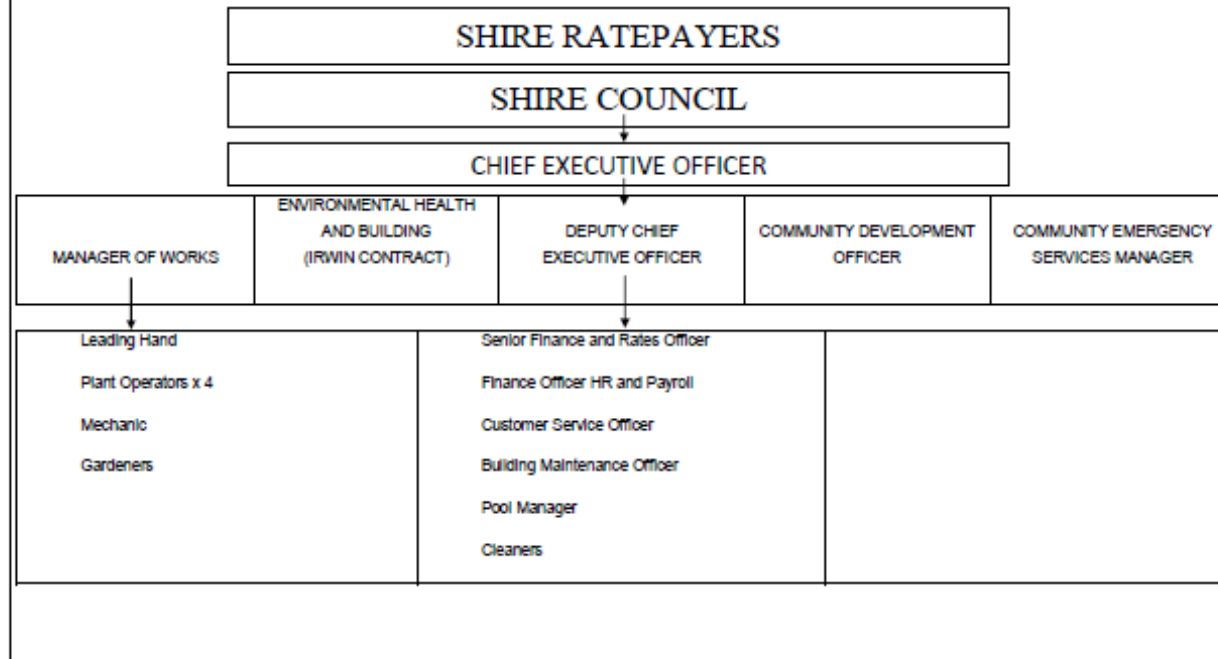 SHIRE RATEPAYERS
SHIRE COUNCIL
CHIEF EXECUTIVE OFFICER
MANAGER OF WORKS
ENVIRONMENTAL HEALTH
AND BUILDING
(IRWIN CONTRACT)
DEPUTY CHIEF
EXECUTIVE OFFICER
COMMUNITY DEVELOPMENT
OFFICER
COMMUNITY EMERGENCY
SERVICES MANAGER
Leading Hand
Plant Operators x 4
Mechanic
Gardeners
Senior Finance and Rates Officer
Finance Officer HR and Payroll
Customer Service Officer
Building Maintenance Officer
Pool Manager
Cleaners